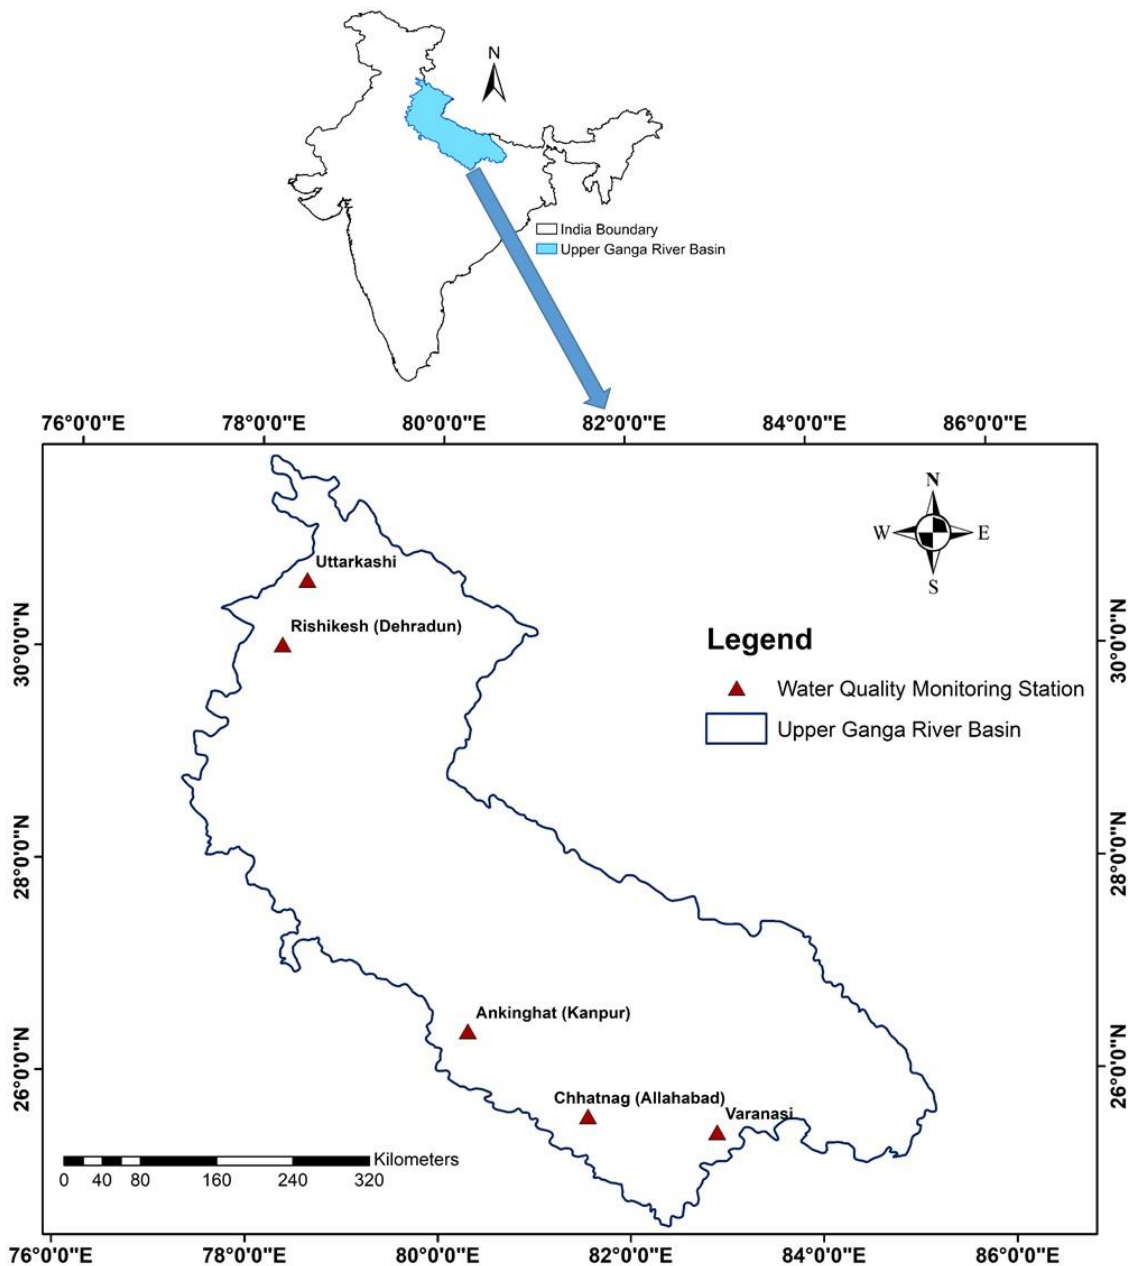 N
India Boundary
Upper Ganga River Basin
76°0'0"E 78°0'0"E 80°0'0"E 82°0'0"E 84°0'0"E 86°0'0"E
N
W E
S
Uttarkashi
Rishikesh (Dehradun)
30°0'0"N 30°0'0"N
Legend
Water Quality Monitoring Station
Upper Ganga River Basin
28°0'0"N 28°0'0"N
Ankinghat (Kanpur)
26°0'0"N 26°0'0"N
Chhatnag (Allahabad)
Varanasi
Kilometers
0 40 80 160 240 320
76°0'0"E 78°0'0"E 80°0'0"E 82°0'0"E 84°0'0"E 86°0'0"E